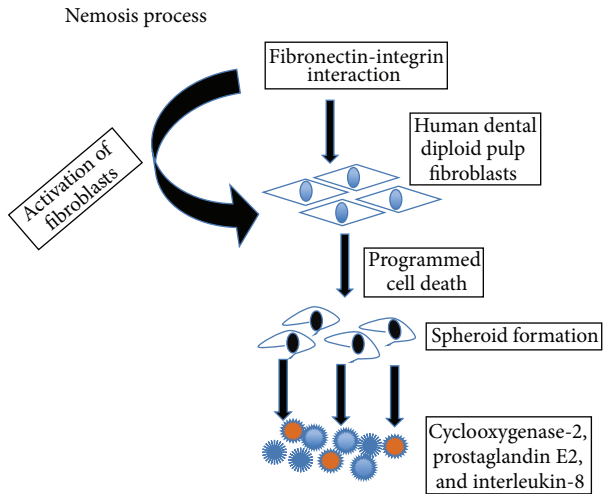 Nemosis process
Fibronectin-integrin
interaction
Human dental
diploid pulp
fibroblasts
Activation of
fibroblasts
Programmed
cell death
Spheroid formation
Cyclooxygenase-2,
prostaglandin E2,
and interleukin-8